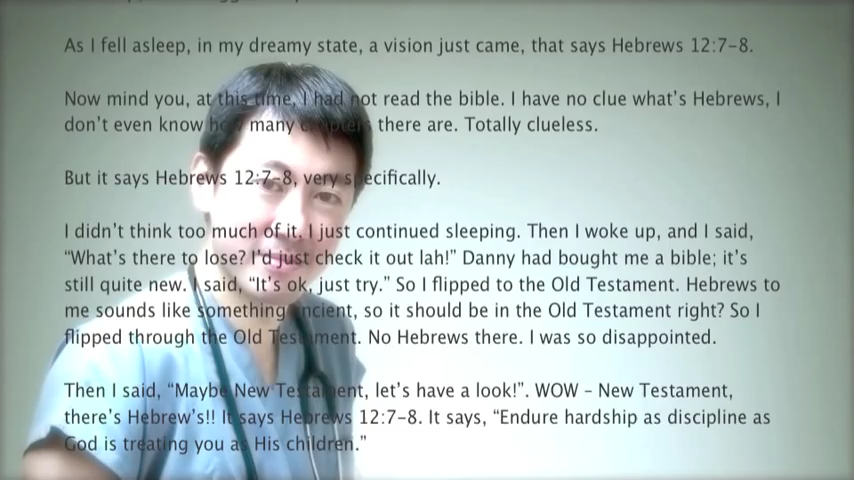 As I fell asleep, in my dreamy state, a vision just came, that says Hebrews 12:7-8.
Now mind you, at this time, I had not read the bible. I have no clue what's Hebrews, I
don't even know how many chapters there are. Totally clueless.
But it says Hebrews 12:7-8, very specifically.
I didn't think too much of it. I just continued sleeping. Then I woke up, and I said,
"What's there to lose? I'd just check it out lah!" Danny had bought me a bible; it's
still quite new. I said, "It's ok, just try." So I flipped to the Old Testament. Hebrews to
me sounds like something ancient, so it should be in the Old Testament right? So I
flipped through the Old Testament. No Hebrews there. I was so disappointed.
Then I said, "Maybe New Testament, let's have a look!". WOW – New Testament,
there's Hebrew's!! It says Hebrews 12:7-8. It says, "Endure hardship as discipline as
God is treating you as His children."